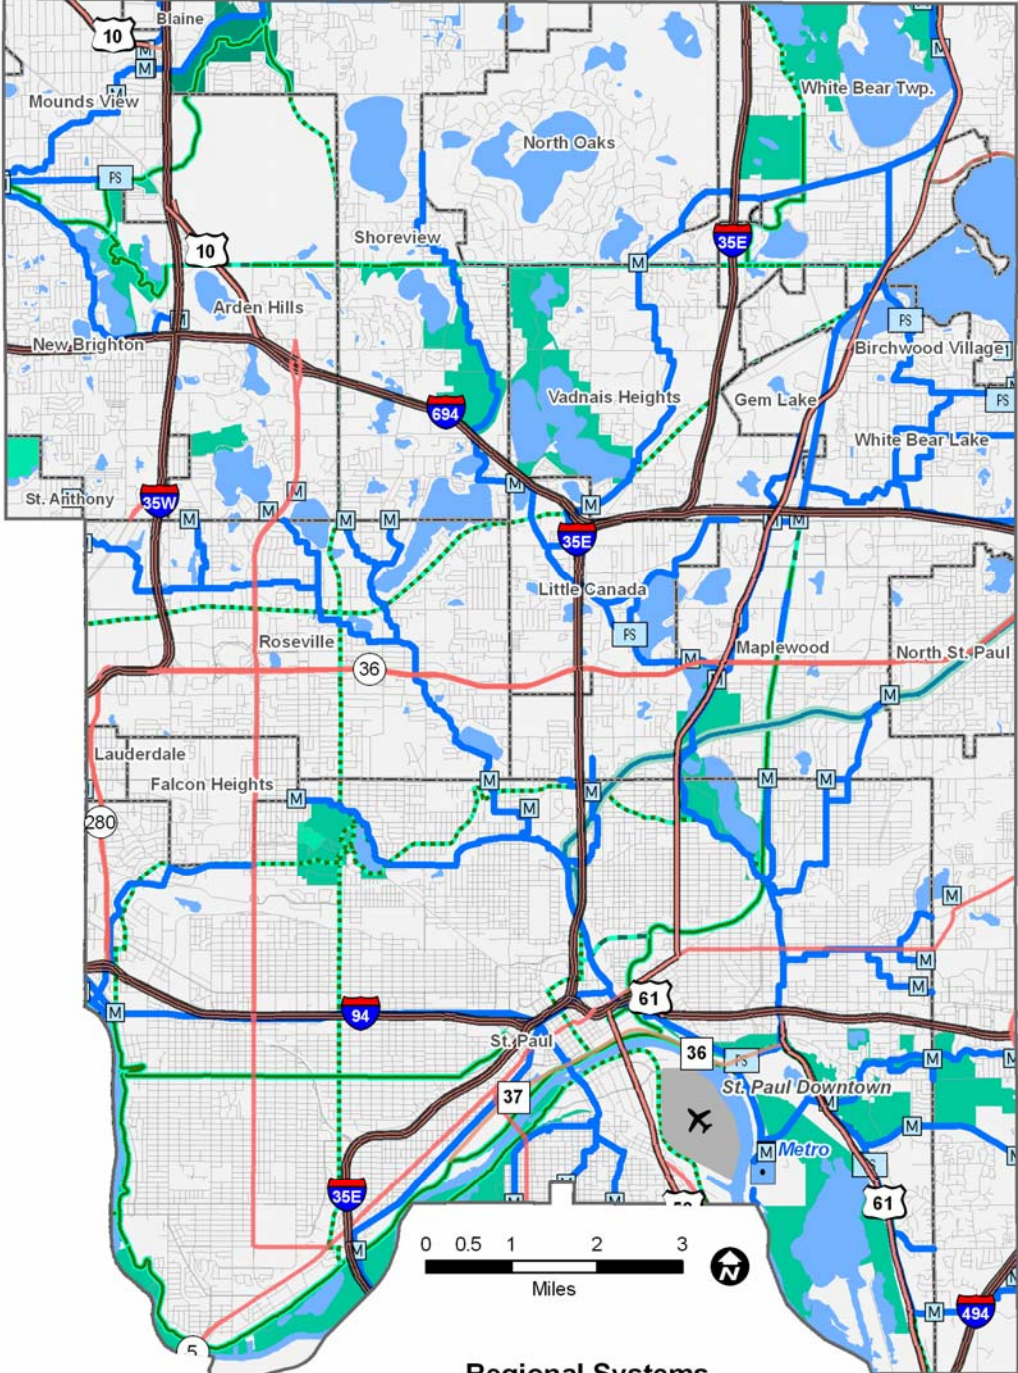 Blaine
10
M
M
Mounds View
M
PS
White Bear Twp.
M
North Oaks
10
Shoreview
35E
M
Arden Hills
M
New Brighton
PS
Birchwood Village
694
Vadnais Heights
Gem Lake
PS
White Bear Lake
St. Anthony
35W
M
M
M
M
M
M
M
M
35E
Little Canada
PS
Roseville
36
M
Maplewood
North St. Paul
M
M
Lauderdale
Falcon Heights
M
M
M
M
M
M
280
M
M
M
94
M
61
St. Paul
36
PS
M
M
St. Paul Downtown
37
M
M
M
Metro
M
PS
35E
61
M
M
M
0 0.5 1 2 3
Miles
N
M
494
5
Regional Systems